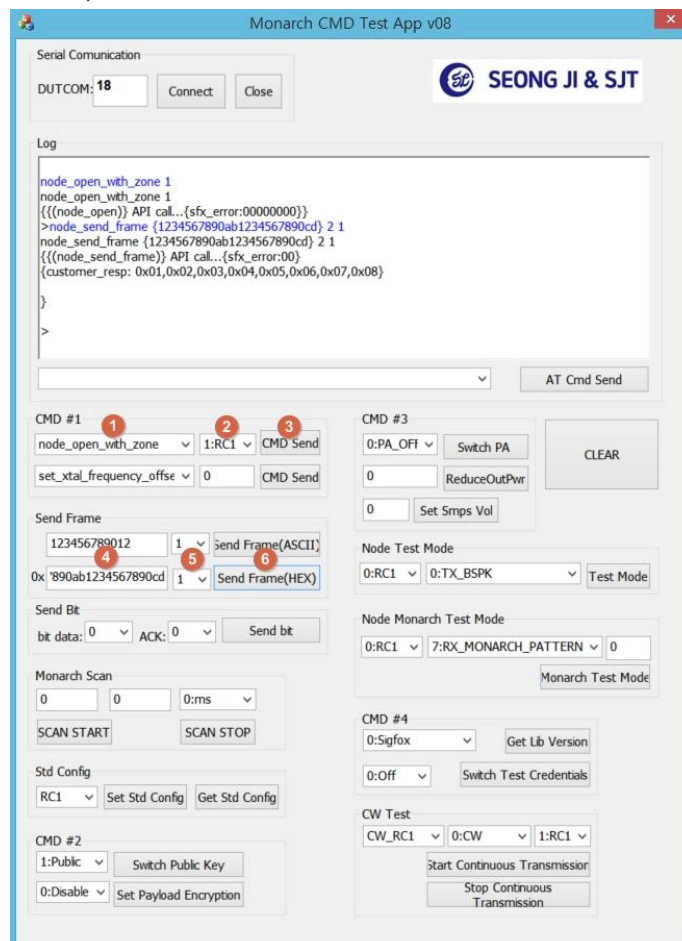 Monarch CMD Test App v08
Serial Comunication
DUTCOM: 18 Connect Close
SEONG JI & SJT
Log
node_open_with_zone 1
node_open_with_zone 1
{{(node_open)} API call...{sfx_error:00000000}}
>node_send_frame {1234567890ab1234567890cd} 2 1
node_send_frame {1234567890ab1234567890cd} 2 1
{{(node_send_frame)} API call...{sfx_error:00}
{customer_resp: 0x01,0x02,0x03,0x04,0x05,0x06,0x07,0x08}
}
>
AT Cmd Send
CMD #1
1 2 3
node_open_with_zone 1:RC1 CMD Send
set_xtal_frequency_offse 0 CMD Send
Send Frame
123456789012 1 Send Frame(ASCII)
4 5 6
0x '890ab1234567890cd 1 Send Frame(HEX)
Send Bit
bit data: 0 ACK: 0 Send bit
Monarch Scan
0 0 0:ms
SCAN START SCAN STOP
Std Config
RC1 Set Std Config Get Std Config
CMD #2
1:Public Switch Public Key
0:Disable Set Payload Encryption
CMD #3
0:PA_OFF Switch PA
CLEAR
0 ReduceOutPwr
0 Set Smps Vol
Node Test Mode
0:RC1 0:TX_BSPK Test Mode
Node Monarch Test Mode
0:RC1 7:RX_MONARCH_PATTERN 0
Monarch Test Mode
CMD #4
0:Sigfox Get Lib Version
0:Off Switch Test Credentials
CW Test
CW_RC1 0:CW 1:RC1
Start Continuous Transmission
Stop Continuous
Transmission